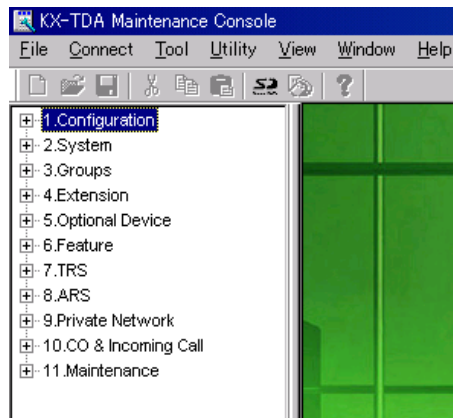 KX-TDA Maintenance Console
File Connect Tool Utility View Window Help
1.Configuration
2.System
3.Groups
4.Extension
5.Optional Device
6.Feature
7.TRS
8.ARS
9.Private Network
10.CO & Incoming Call
11.Maintenance